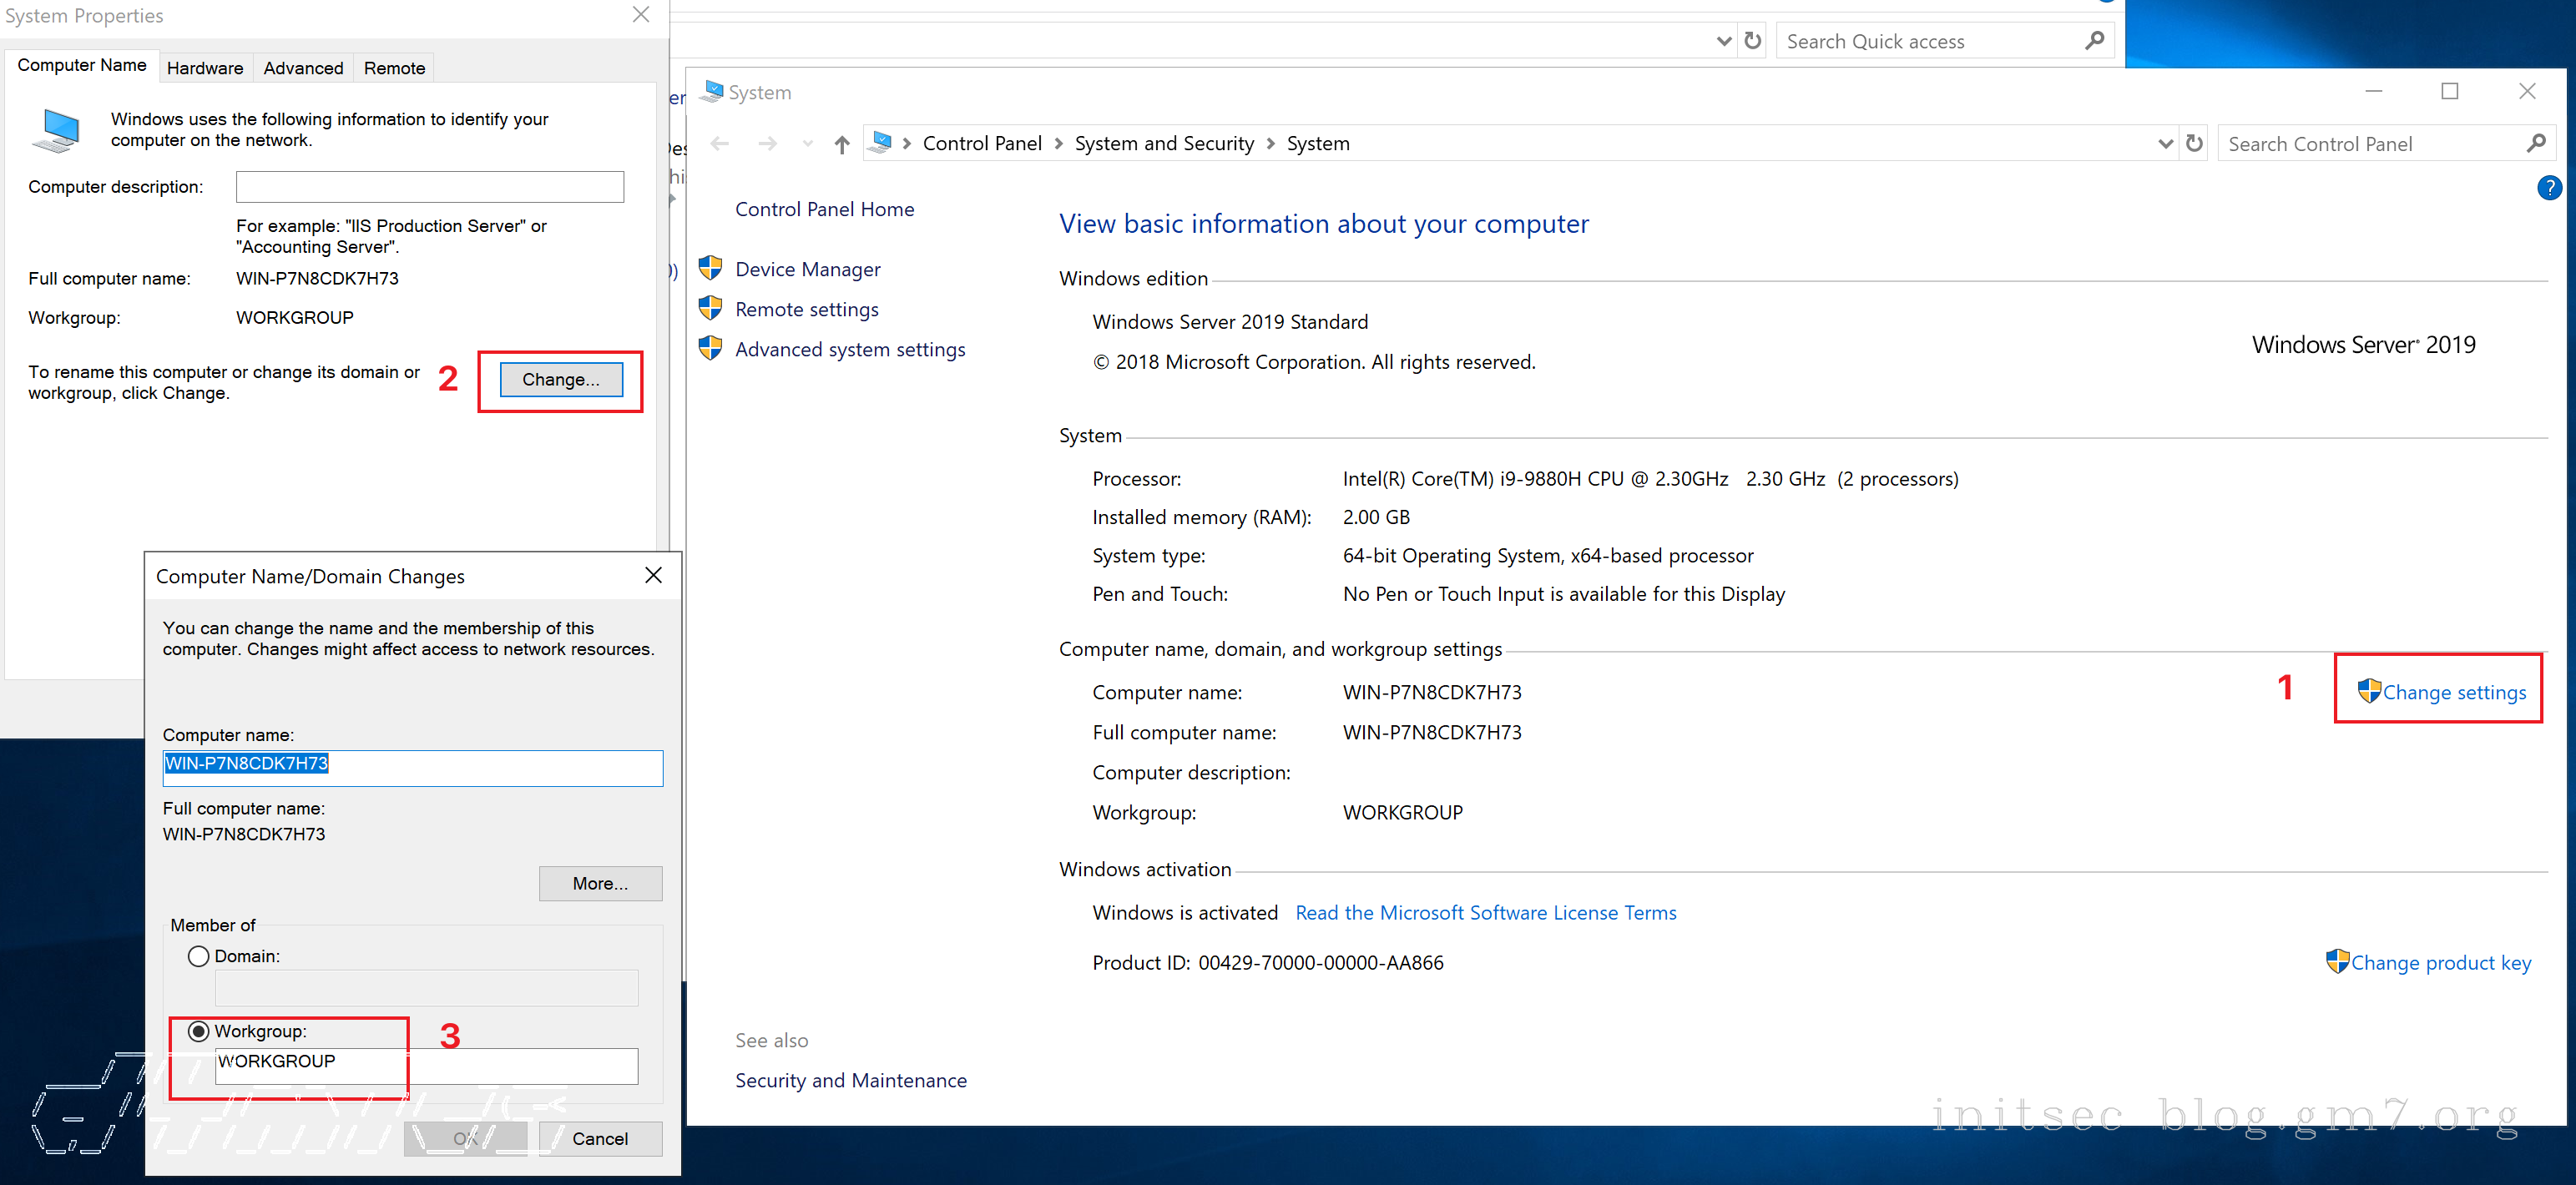 System Properties
Computer Name
Hardware
Advanced
Remote
Windows uses the following information to identify your
computer on the network.
Computer description:
For example: "IIS Production Server" or
"Accounting Server".
Full computer name: WIN-P7N8CDK7H73
Workgroup: WORKGROUP
To rename this computer or change its domain or
workgroup, click Change.
2
Change...
Computer Name/Domain Changes
You can change the name and the membership of this
computer. Changes might affect access to network resources.
Computer name:
WIN-P7N8CDK7H73
Full computer name:
WIN-P7N8CDK7H73
More...
Member of
Domain:
Workgroup:
3
WORKGROUP
OK
Cancel
Search Quick access
System
Control Panel
System and Security
System
Search Control Panel
?
Control Panel Home
Device Manager
Remote settings
Advanced system settings
View basic information about your computer
Windows edition
Windows Server 2019 Standard
© 2018 Microsoft Corporation. All rights reserved.
Windows Server® 2019
System
Processor: Intel(R) Core(TM) i9-9880H CPU @ 2.30GHz 2.30 GHz (2 processors)
Installed memory (RAM): 2.00 GB
System type: 64-bit Operating System, x64-based processor
Pen and Touch: No Pen or Touch Input is available for this Display
Computer name, domain, and workgroup settings
Computer name: WIN-P7N8CDK7H73
1
Change settings
Full computer name: WIN-P7N8CDK7H73
Computer description:
Workgroup: WORKGROUP
Windows activation
Windows is activated Read the Microsoft Software License Terms
Product ID: 00429-70000-00000-AA866
Change product key
See also
Security and Maintenance
initsec blog.gm7.org